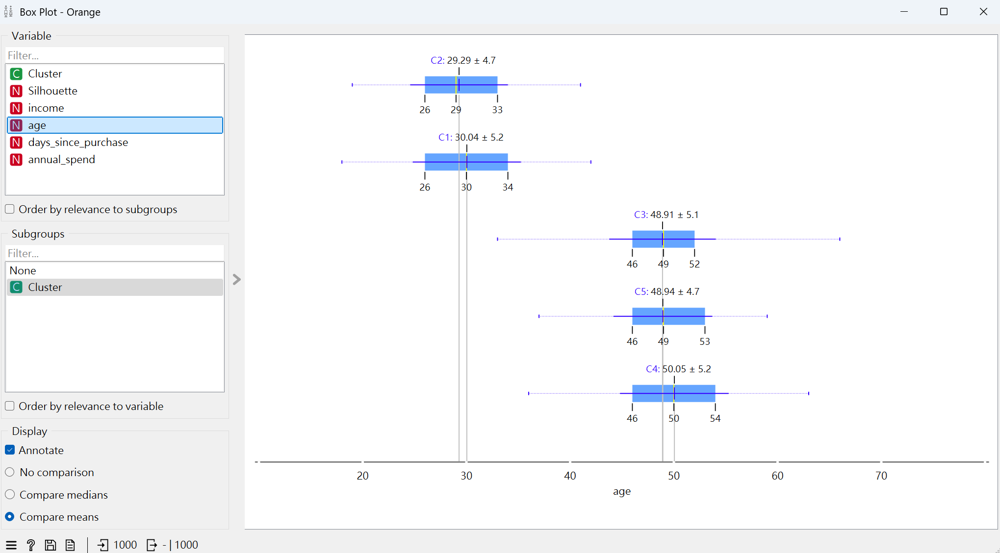 Box Plot - Orange
Variable
Filter...
C Cluster
N Silhouette
N income
N age
N days_since_purchase
N annual_spend
Order by relevance to subgroups
Subgroups
Filter...
None
C Cluster
Order by relevance to variable
Display
Annotate
No comparison
Compare medians
Compare means
1000 - | 1000
C2: 29.29 ± 4.7
26 29 33
C1: 30.04 ± 5.2
26 30 34
C3: 48.91 ± 5.1
46 49 52
C5: 48.94 ± 4.7
46 49 53
C4: 50.05 ± 5.2
46 50 54
20 30 40 50 60 70
age